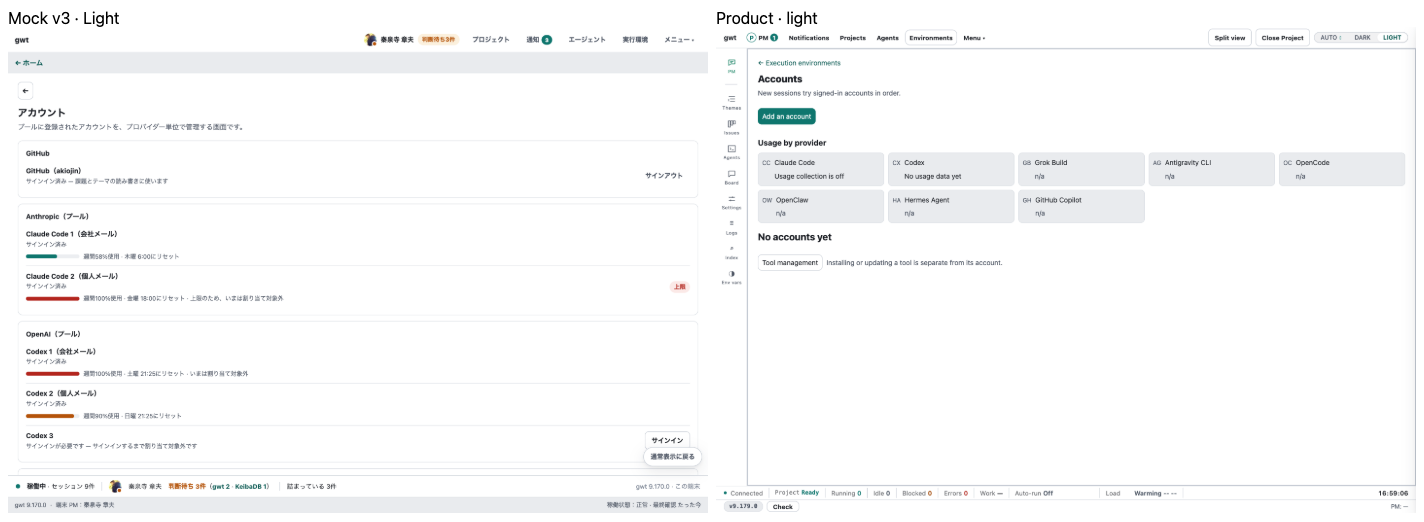 Mock v3 · Light
gwt
秦泉寺 章夫 判断待ち3件 プロジェクト 通知 3 エージェント 実行環境 メニュー
← ホーム
←
アカウント
プールに登録されたアカウントを、プロバイダー単位で管理する画面です。
GitHub
GitHub（akiojin）
サインイン済み — 課題とテーマの読み書きに使います
サインアウト
Anthropic（プール）
Claude Code 1（会社メール）
サインイン済み
週間58%使用 · 木曜 6:00にリセット
Claude Code 2（個人メール）
サインイン済み
週間100%使用 · 金曜 18:00にリセット · 上限のため、いまは割り当て対象外
上限
OpenAI（プール）
Codex 1（会社メール）
サインイン済み
週間100%使用 · 土曜 21:25にリセット · いまは割り当て対象外
Codex 2（個人メール）
サインイン済み
週間90%使用 · 日曜 21:25にリセット
Codex 3
サインインが必要です — サインインするまで割り当て対象外です
サインイン
通常表示に戻る
稼働中 · セッション 9件 秦泉寺 章夫 判断待ち 3件（gwt 2 · KeibaDB 1） 詰まっている 3件 gwt 9.170.0 · この端末
gwt 9.170.0 · 端末 PM：秦泉寺 章夫 稼働状態：正常 · 最終確認 たった今
Product · light
gwt P PM 1 Notifications Projects Agents Environments Menu Split view Close Project AUTO DARK LIGHT
PM
Themes
Issues
Agents
Board
Settings
Logs
Index
Env vars
← Execution environments
Accounts
New sessions try signed-in accounts in order.
Add an account
Usage by provider
CC Claude Code
Usage collection is off
CX Codex
No usage data yet
GB Grok Build
n/a
AG Antigravity CLI
n/a
OC OpenCode
n/a
OW OpenClaw
n/a
HA Hermes Agent
n/a
GH GitHub Copilot
n/a
No accounts yet
Tool management Installing or updating a tool is separate from its account.
Connected Project Ready Running 0 Idle 0 Blocked 0 Errors 0 Work — Auto-run Off Load Warming -- -- 16:59:06
v9.179.0 Check PM: --